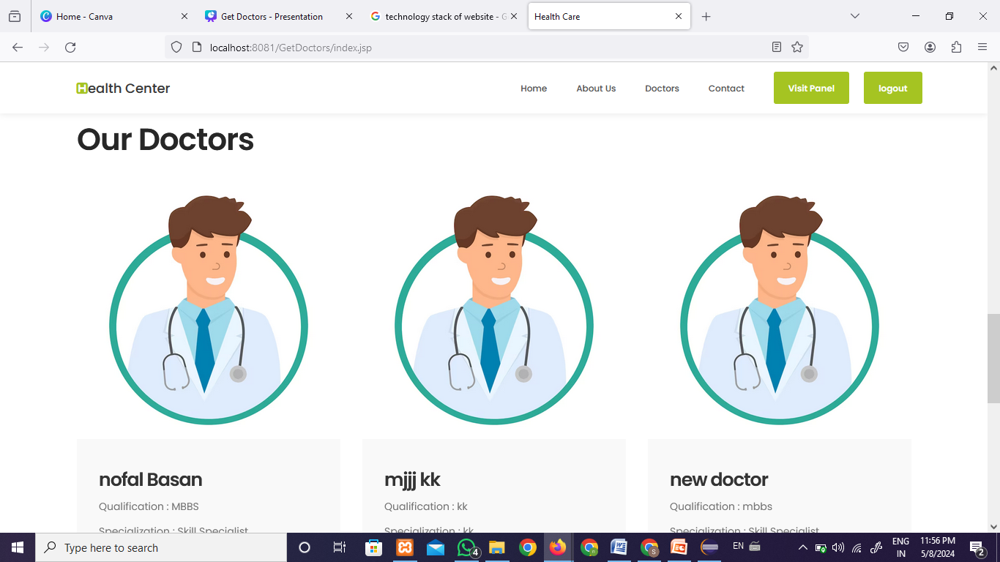 Home - Canva
Get Doctors - Presentation
technology stack of website - G
Health Care
localhost:8081/GetDoctors/index.jsp
Health Center
Home
About Us
Doctors
Contact
Visit Panel
logout
Our Doctors
nofal Basan
Qualification : MBBS
Specialization : Skill Specialist
mjjj kk
Qualification : kk
Specialization : kk
new doctor
Qualification : mbbs
Specialization : Skill Specialist
Type here to search
4
ENG
ENG
IN
11:56 PM
5/8/2024
2